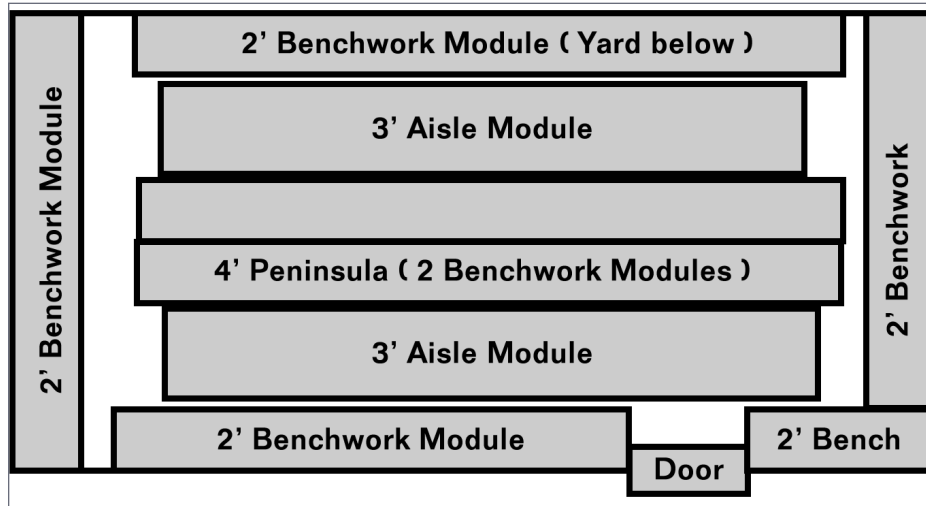 2’ Benchwork Module ( Yard below )
2’ Benchwork Module
3’ Aisle Module
2’ Benchwork
4’ Peninsula ( 2 Benchwork Modules )
3’ Aisle Module
2’ Benchwork Module
2’ Bench
Door